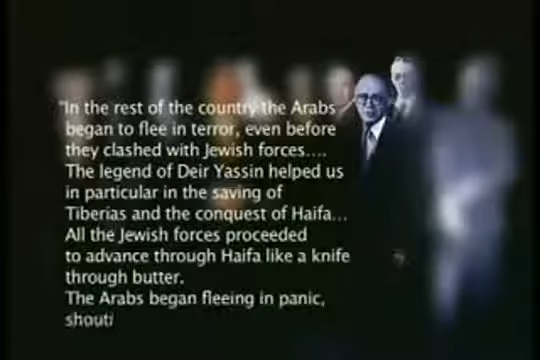 "In the rest of the country the Arabs
began to flee in terror, even before
they clashed with Jewish forces....
The legend of Deir Yassin helped us
in particular in the saving of
Tiberias and the conquest of Haifa...
All the Jewish forces proceeded
to advance through Haifa like a knife
through butter.
The Arabs began fleeing in panic,
shouti